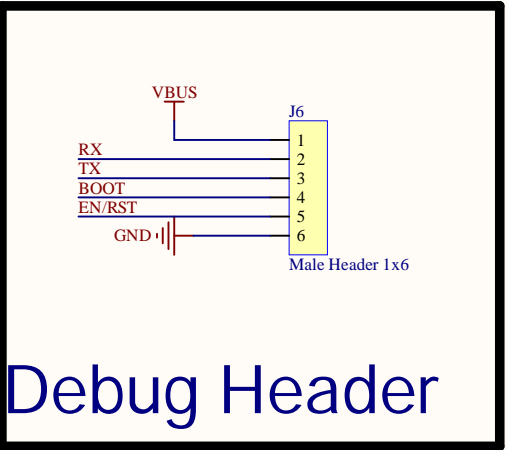 VBUS
J6
1
RX
2
TX
3
BOOT
4
EN/RST
5
GND
6
Male Header 1x6
Debug Header